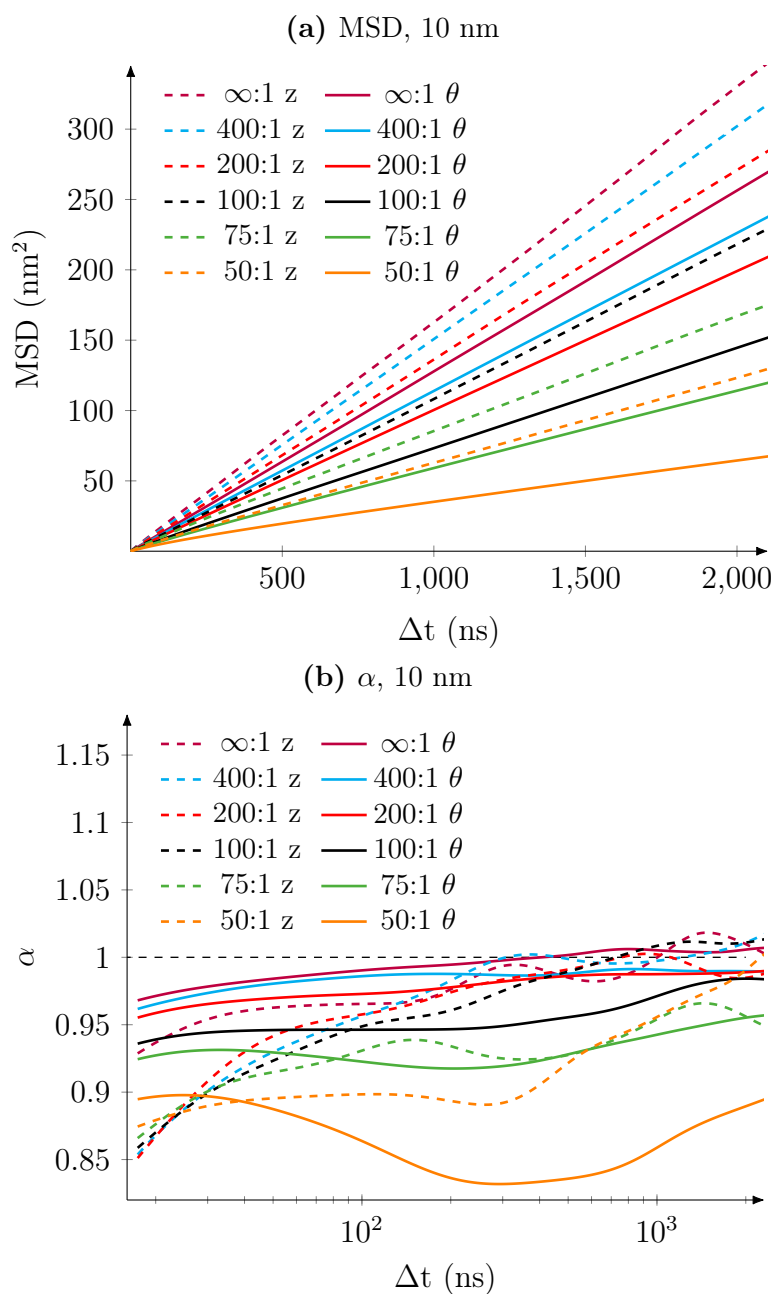 (a) MSD, 10 nm
MSD (nm²)
300
250
200
150
100
50
∞:1 z ∞:1 θ
400:1 z 400:1 θ
200:1 z 200:1 θ
100:1 z 100:1 θ
75:1 z 75:1 θ
50:1 z 50:1 θ
500 1,000 1,500 2,000
Δt (ns)
(b) α, 10 nm
α
1.15
1.1
1.05
1
0.95
0.9
0.85
∞:1 z ∞:1 θ
400:1 z 400:1 θ
200:1 z 200:1 θ
100:1 z 100:1 θ
75:1 z 75:1 θ
50:1 z 50:1 θ
10² 10³
Δt (ns)